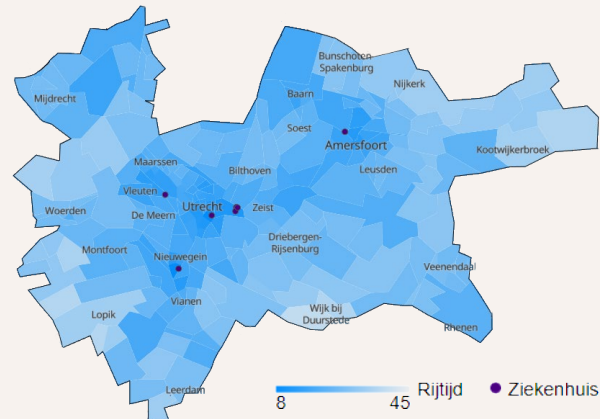 Bunschoten
Spakenburg
Nijkerk
Mijdrecht
Baarn
Soest
Amersfoort
Kootwijkerbroek
Maarssen
Bilthoven
Leusden
Vleuten
Utrecht
Zeist
Woerden
De Meern
Driebergen-
Rijsenburg
Montfoort
Nieuwegein
Veenendaal
Vianen
Lopik
Wijk bij
Duurstede
Rhenen
Leerdam
Rijtijd
Ziekenhuis
8
45